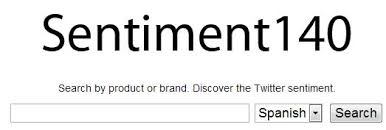 Sentiment140
Search by product or brand. Discover the Twitter sentiment.
Spanish Search